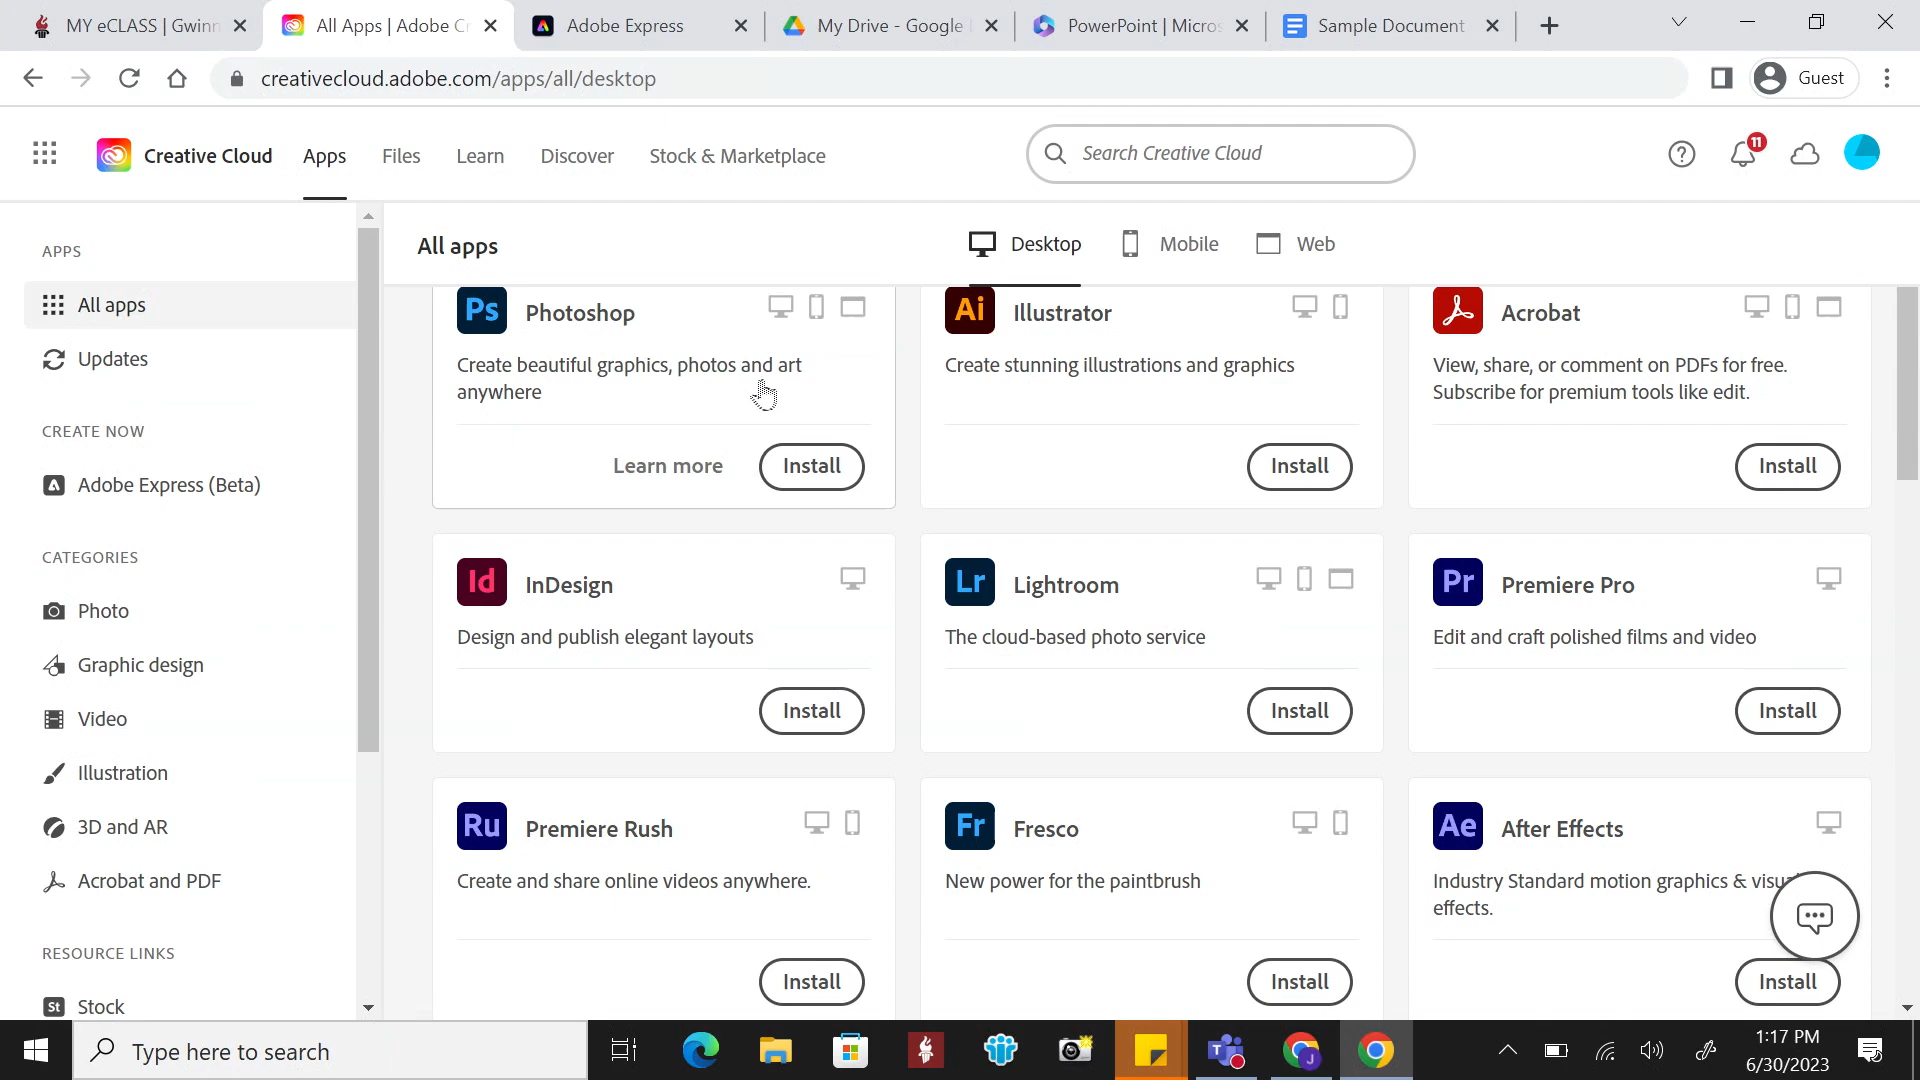 MY eCLASS | Gwinn
All Apps | Adobe Cr
Adobe Express
My Drive - Google
PowerPoint | Micros
Sample Document
creativecloud.adobe.com/apps/all/desktop
Guest
Creative Cloud
Apps
Files
Learn
Discover
Stock & Marketplace
Search Creative Cloud
11
APPS
All apps
Updates
CREATE NOW
Adobe Express (Beta)
CATEGORIES
Photo
Graphic design
Video
Illustration
3D and AR
Acrobat and PDF
RESOURCE LINKS
St Stock
All apps
Desktop
Mobile
Web
Ps Photoshop
Create beautiful graphics, photos and art
anywhere
Learn more
Install
Ai Illustrator
Create stunning illustrations and graphics
Install
Acrobat
View, share, or comment on PDFs for free.
Subscribe for premium tools like edit.
Install
Id InDesign
Design and publish elegant layouts
Install
Lr Lightroom
The cloud-based photo service
Install
Pr Premiere Pro
Edit and craft polished films and video
Install
Ru Premiere Rush
Create and share online videos anywhere.
Install
Fr Fresco
New power for the paintbrush
Install
Ae After Effects
Industry Standard motion graphics &
effects.
Install
Type here to search
T
J
1:17 PM
6/30/2023